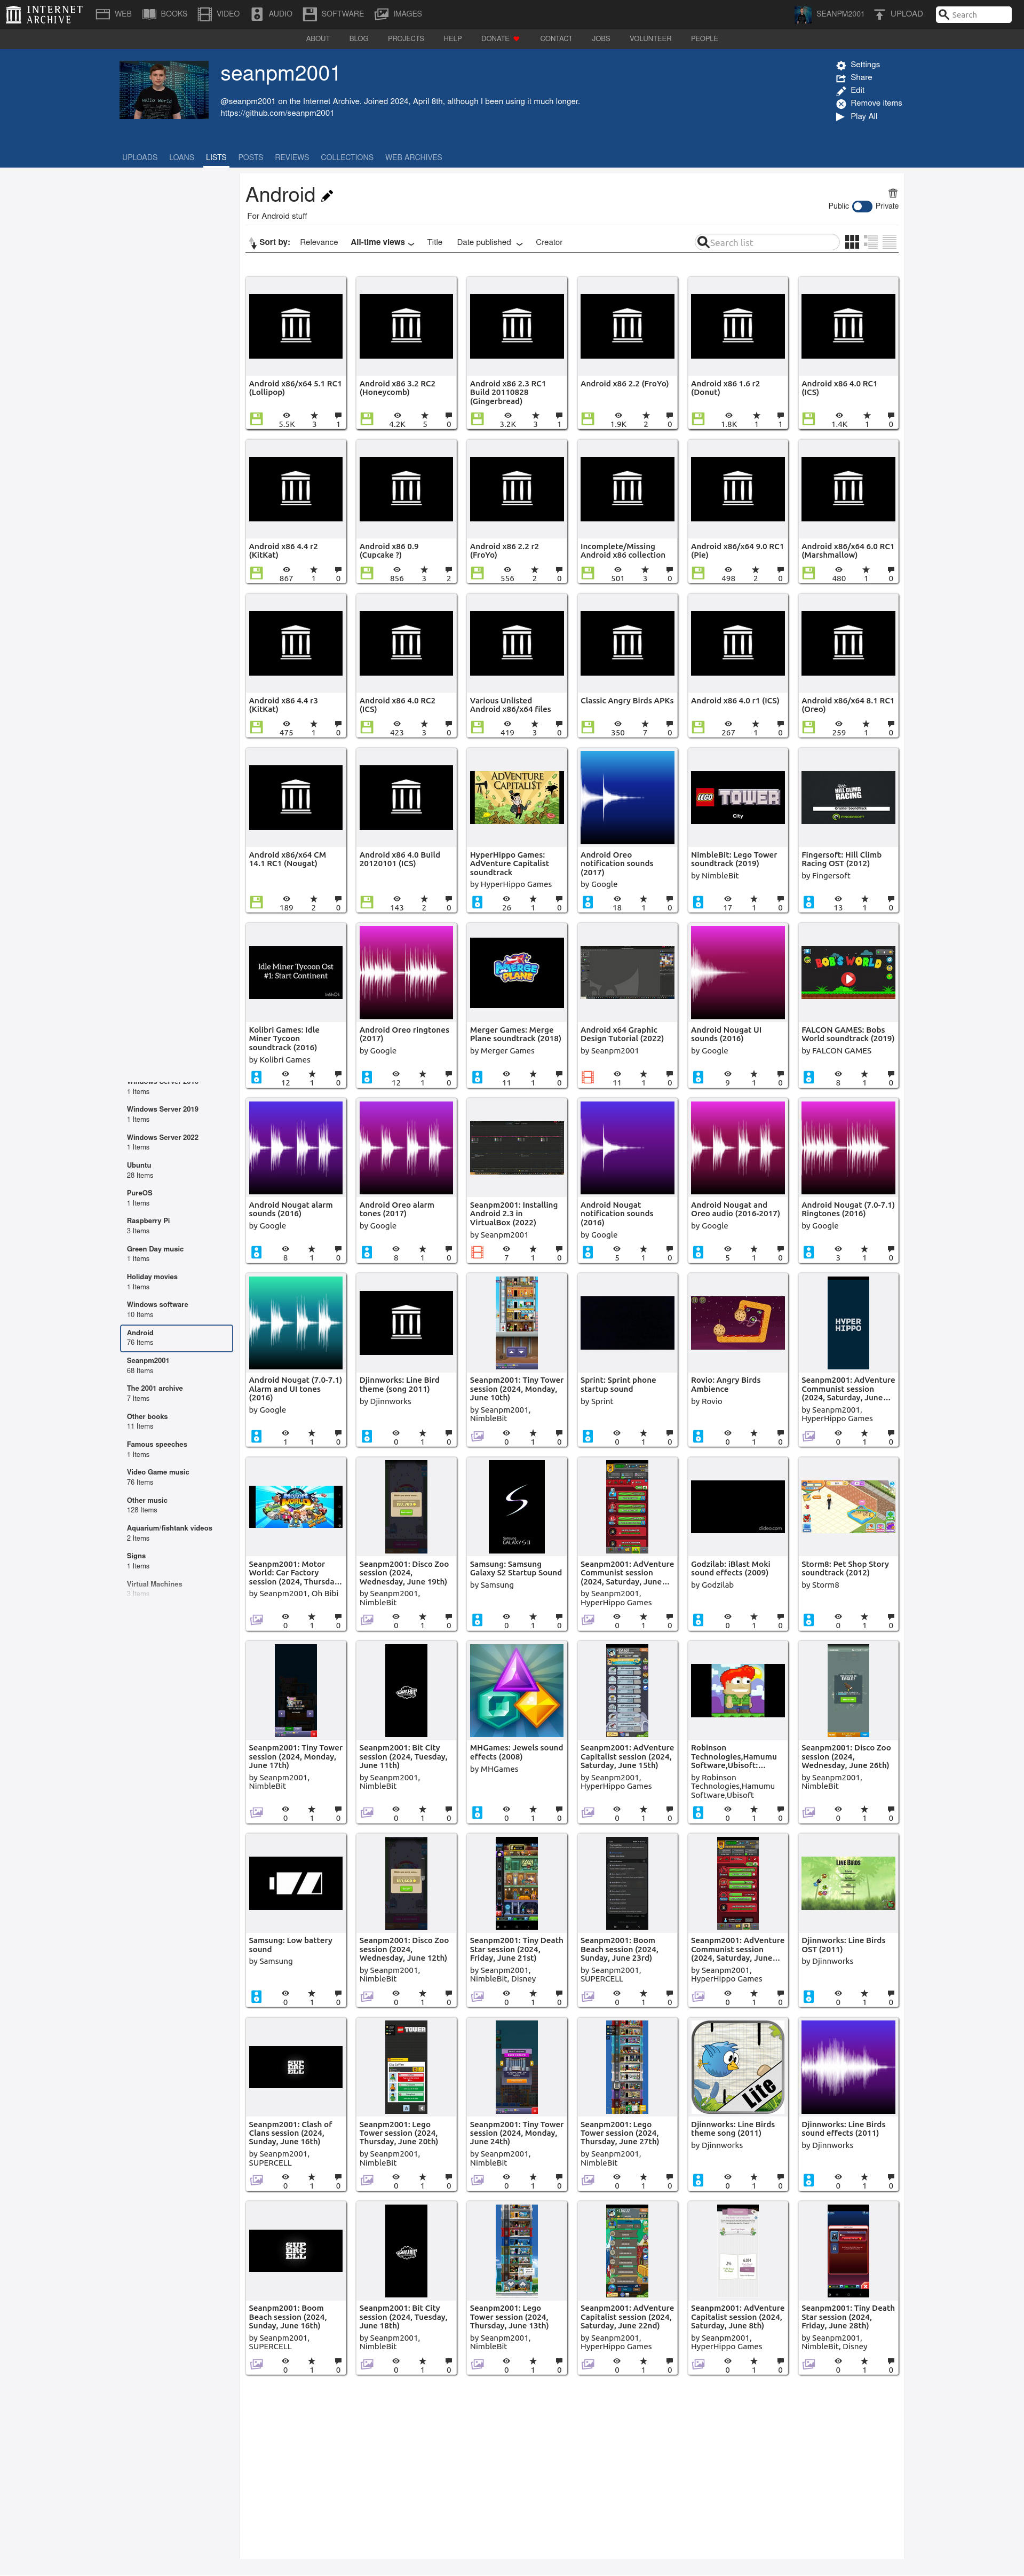 INTERNET ARCHIVE
WEB BOOKS VIDEO AUDIO SOFTWARE IMAGES SEANPM2001 UPLOAD Search
ABOUT BLOG PROJECTS HELP DONATE CONTACT JOBS VOLUNTEER PEOPLE
seanpm2001
@seanpm2001 on the Internet Archive. Joined 2024, April 8th, although I been using it much longer.
https://github.com/seanpm2001
Settings
Share
Edit
Remove items
Play All
UPLOADS LOANS LISTS POSTS REVIEWS COLLECTIONS WEB ARCHIVES
Android
For Android stuff
Public Private
Sort by: Relevance All-time views Title Date published Creator Search list
Android x86/x64 5.1 RC1 (Lollipop)
5.5K 3 1
Android x86 3.2 RC2 (Honeycomb)
4.2K 5 0
Android x86 2.3 RC1 Build 20110828 (Gingerbread)
3.2K 3 1
Android x86 2.2 (FroYo)
1.9K 2 0
Android x86 1.6 r2 (Donut)
1.8K 1 1
Android x86 4.0 RC1 (ICS)
1.4K 1 0
Android x86 4.4 r2 (KitKat)
867 1 0
Android x86 0.9 (Cupcake ?)
856 3 2
Android x86 2.2 r2 (FroYo)
556 2 0
Incomplete/Missing Android x86 collection
501 3 0
Android x86/x64 9.0 RC1 (Pie)
498 2 0
Android x86/x64 6.0 RC1 (Marshmallow)
480 1 0
Android x86 4.4 r3 (KitKat)
475 1 0
Android x86 4.0 RC2 (ICS)
423 3 0
Various Unlisted Android x86/x64 files
419 3 0
Classic Angry Birds APKs
350 7 0
Android x86 4.0 r1 (ICS)
267 1 0
Android x86/x64 8.1 RC1 (Oreo)
259 1 0
Android x86/x64 CM 14.1 RC1 (Nougat)
189 2 0
Android x86 4.0 Build 20120101 (ICS)
143 2 0
ADVENTURE CAPITALI$T
HyperHippo Games: AdVenture Capitalist soundtrack
by HyperHippo Games
26 1 0
Android Oreo notification sounds (2017)
by Google
18 1 0
LEGO TOWER
City
NimbleBit: Lego Tower soundtrack (2019)
by NimbleBit
17 1 0
HILL CLIMB RACING
FINGERSOFT
Fingersoft: Hill Climb Racing OST (2012)
by Fingersoft
13 1 0
Idle Miner Tycoon Ost
#1: Start Continent
Kolibri Games: Idle Miner Tycoon soundtrack (2016)
by Kolibri Games
12 1 0
Android Oreo ringtones (2017)
by Google
12 1 0
MERGE PLANE
Merger Games: Merge Plane soundtrack (2018)
by Merger Games
11 1 0
Android x64 Graphic Design Tutorial (2022)
by Seanpm2001
11 1 0
Android Nougat UI sounds (2016)
by Google
9 1 0
BOB'S WORLD
FALCON GAMES: Bobs World soundtrack (2019)
by FALCON GAMES
8 1 0
1 Items
Windows Server 2019
1 Items
Windows Server 2022
1 Items
Ubuntu
28 Items
PureOS
1 Items
Raspberry Pi
3 Items
Green Day music
1 Items
Holiday movies
1 Items
Windows software
10 Items
Android
76 Items
Seanpm2001
68 Items
The 2001 archive
7 Items
Other books
11 Items
Famous speeches
1 Items
Video Game music
76 Items
Other music
128 Items
Aquarium/fishtank videos
2 Items
Signs
1 Items
Virtual Machines
Android Nougat alarm sounds (2016)
by Google
8 1 0
Android Oreo alarm tones (2017)
by Google
8 1 0
Seanpm2001: Installing Android 2.3 in VirtualBox (2022)
by Seanpm2001
7 1 0
Android Nougat notification sounds (2016)
by Google
5 1 0
Android Nougat and Oreo audio (2016-2017)
by Google
5 1 0
Android Nougat (7.0-7.1) Ringtones (2016)
by Google
3 1 0
Android Nougat (7.0-7.1) Alarm and UI tones (2016)
by Google
1 1 0
Djinnworks: Line Bird theme (song 2011)
by Djinnworks
0 1 0
Seanpm2001: Tiny Tower session (2024, Monday, June 10th)
by Seanpm2001, NimbleBit
0 1 0
Sprint: Sprint phone startup sound
by Sprint
0 1 0
Rovio: Angry Birds Ambience
by Rovio
0 1 0
HYPER HIPPO
Seanpm2001: AdVenture Communist session (2024, Saturday, June...
by Seanpm2001, HyperHippo Games
0 1 0
Seanpm2001: Motor World: Car Factory session (2024, Thursda...
by Seanpm2001, Oh Bibi
0 1 0
Seanpm2001: Disco Zoo session (2024, Wednesday, June 19th)
by Seanpm2001, NimbleBit
0 1 0
Samsung GALAXY S II
Samsung: Samsung Galaxy S2 Startup Sound
by Samsung
0 1 0
Seanpm2001: AdVenture Communist session (2024, Saturday, June...
by Seanpm2001, HyperHippo Games
0 1 0
clideo.com
Godzilab: iBlast Moki sound effects (2009)
by Godzilab
0 1 0
Storm8: Pet Shop Story soundtrack (2012)
by Storm8
0 1 0
Seanpm2001: Tiny Tower session (2024, Monday, June 17th)
by Seanpm2001, NimbleBit
0 1 0
Seanpm2001: Bit City session (2024, Tuesday, June 11th)
by Seanpm2001, NimbleBit
0 1 0
MHGames: Jewels sound effects (2008)
by MHGames
0 1 0
Seanpm2001: AdVenture Capitalist session (2024, Saturday, June 15th)
by Seanpm2001, HyperHippo Games
0 1 0
Robinson Technologies,Hamumu Software,Ubisoft:...
by Robinson Technologies,Hamumu Software,Ubisoft
0 1 0
Seanpm2001: Disco Zoo session (2024, Wednesday, June 26th)
by Seanpm2001, NimbleBit
0 1 0
Samsung: Low battery sound
by Samsung
0 1 0
Seanpm2001: Disco Zoo session (2024, Wednesday, June 12th)
by Seanpm2001, NimbleBit
0 1 0
Seanpm2001: Tiny Death Star session (2024, Friday, June 21st)
by Seanpm2001, NimbleBit, Disney
0 1 0
Seanpm2001: Boom Beach session (2024, Sunday, June 23rd)
by Seanpm2001, SUPERCELL
0 1 0
Seanpm2001: AdVenture Communist session (2024, Saturday, June...
by Seanpm2001, HyperHippo Games
0 1 0
LINE BIRDS
Djinnworks: Line Birds OST (2011)
by Djinnworks
0 1 0
SUPERCELL
Seanpm2001: Clash of Clans session (2024, Sunday, June 16th)
by Seanpm2001, SUPERCELL
0 1 0
LEGO TOWER
Seanpm2001: Lego Tower session (2024, Thursday, June 20th)
by Seanpm2001, NimbleBit
0 1 0
Seanpm2001: Tiny Tower session (2024, Monday, June 24th)
by Seanpm2001, NimbleBit
0 1 0
Seanpm2001: Lego Tower session (2024, Thursday, June 27th)
by Seanpm2001, NimbleBit
0 1 0
Lite
Djinnworks: Line Birds theme song (2011)
by Djinnworks
0 1 0
Djinnworks: Line Birds sound effects (2011)
by Djinnworks
0 1 0
SUPERCELL
Seanpm2001: Boom Beach session (2024, Sunday, June 16th)
by Seanpm2001, SUPERCELL
0 1 0
Seanpm2001: Bit City session (2024, Tuesday, June 18th)
by Seanpm2001, NimbleBit
0 1 0
Seanpm2001: Lego Tower session (2024, Thursday, June 13th)
by Seanpm2001, NimbleBit
0 1 0
Seanpm2001: AdVenture Capitalist session (2024, Saturday, June 22nd)
by Seanpm2001, HyperHippo Games
0 1 0
Seanpm2001: AdVenture Capitalist session (2024, Saturday, June 8th)
by Seanpm2001, HyperHippo Games
0 1 0
Seanpm2001: Tiny Death Star session (2024, Friday, June 28th)
by Seanpm2001, NimbleBit, Disney
0 1 0